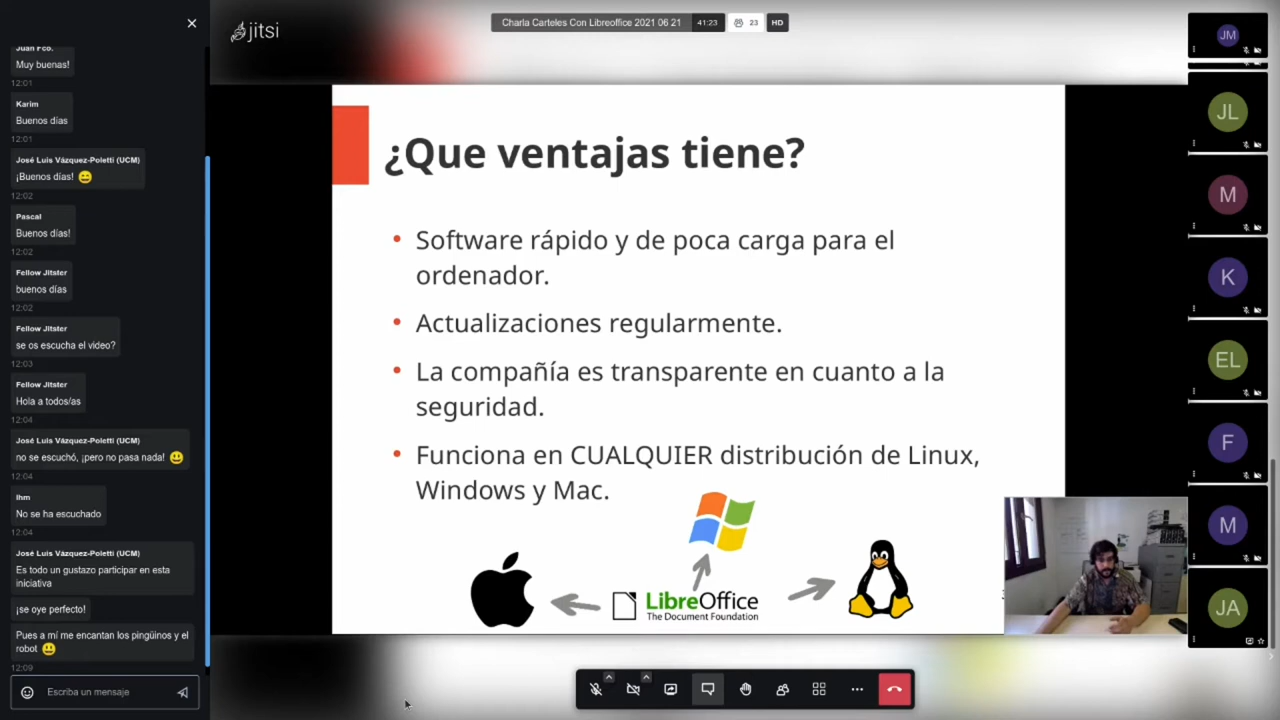 Juan Fco.
Muy buenas!
12:01
Karim
Buenos días
12:01
José Luis Vázquez-Poletti (UCM)
¡Buenos días! 😄
12:02
Pascal
Buenos días!
12:02
Fellow Jitster
buenos días
12:02
Fellow Jitster
se os escucha el video?
12:03
Fellow Jitster
Hola a todos/as
12:04
José Luis Vázquez-Poletti (UCM)
no se escuchó, ¡pero no pasa nada! 😃
12:04
lhm
No se ha escuchado
12:04
José Luis Vázquez-Poletti (UCM)
Es todo un gustazo participar en esta
iniciativa
¡se oye perfecto!
Pues a mí me encantan los pingüinos y el
robot 😃
12:09
Escriba un mensaje
jitsi
Charla Carteles Con Libreoffice 2021 06 21
41:23
23
HD
¿Que ventajas tiene?
• Software rápido y de poca carga para el
ordenador.
• Actualizaciones regularmente.
• La compañía es transparente en cuanto a la
seguridad.
• Funciona en CUALQUIER distribución de Linux,
Windows y Mac.
LibreOffice
The Document Foundation
JM
JL
M
K
EL
F
M
JA